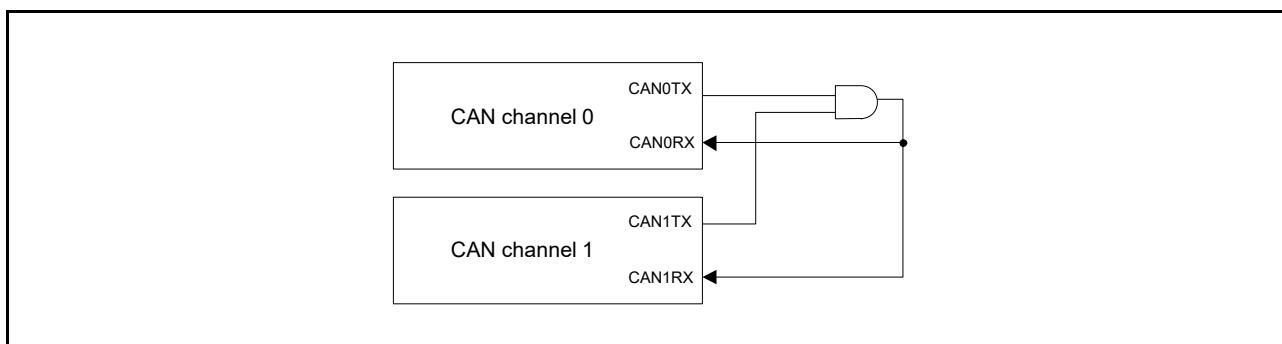 CAN channel 0
CAN0TX
CAN0RX
CAN channel 1
CAN1TX
CAN1RX